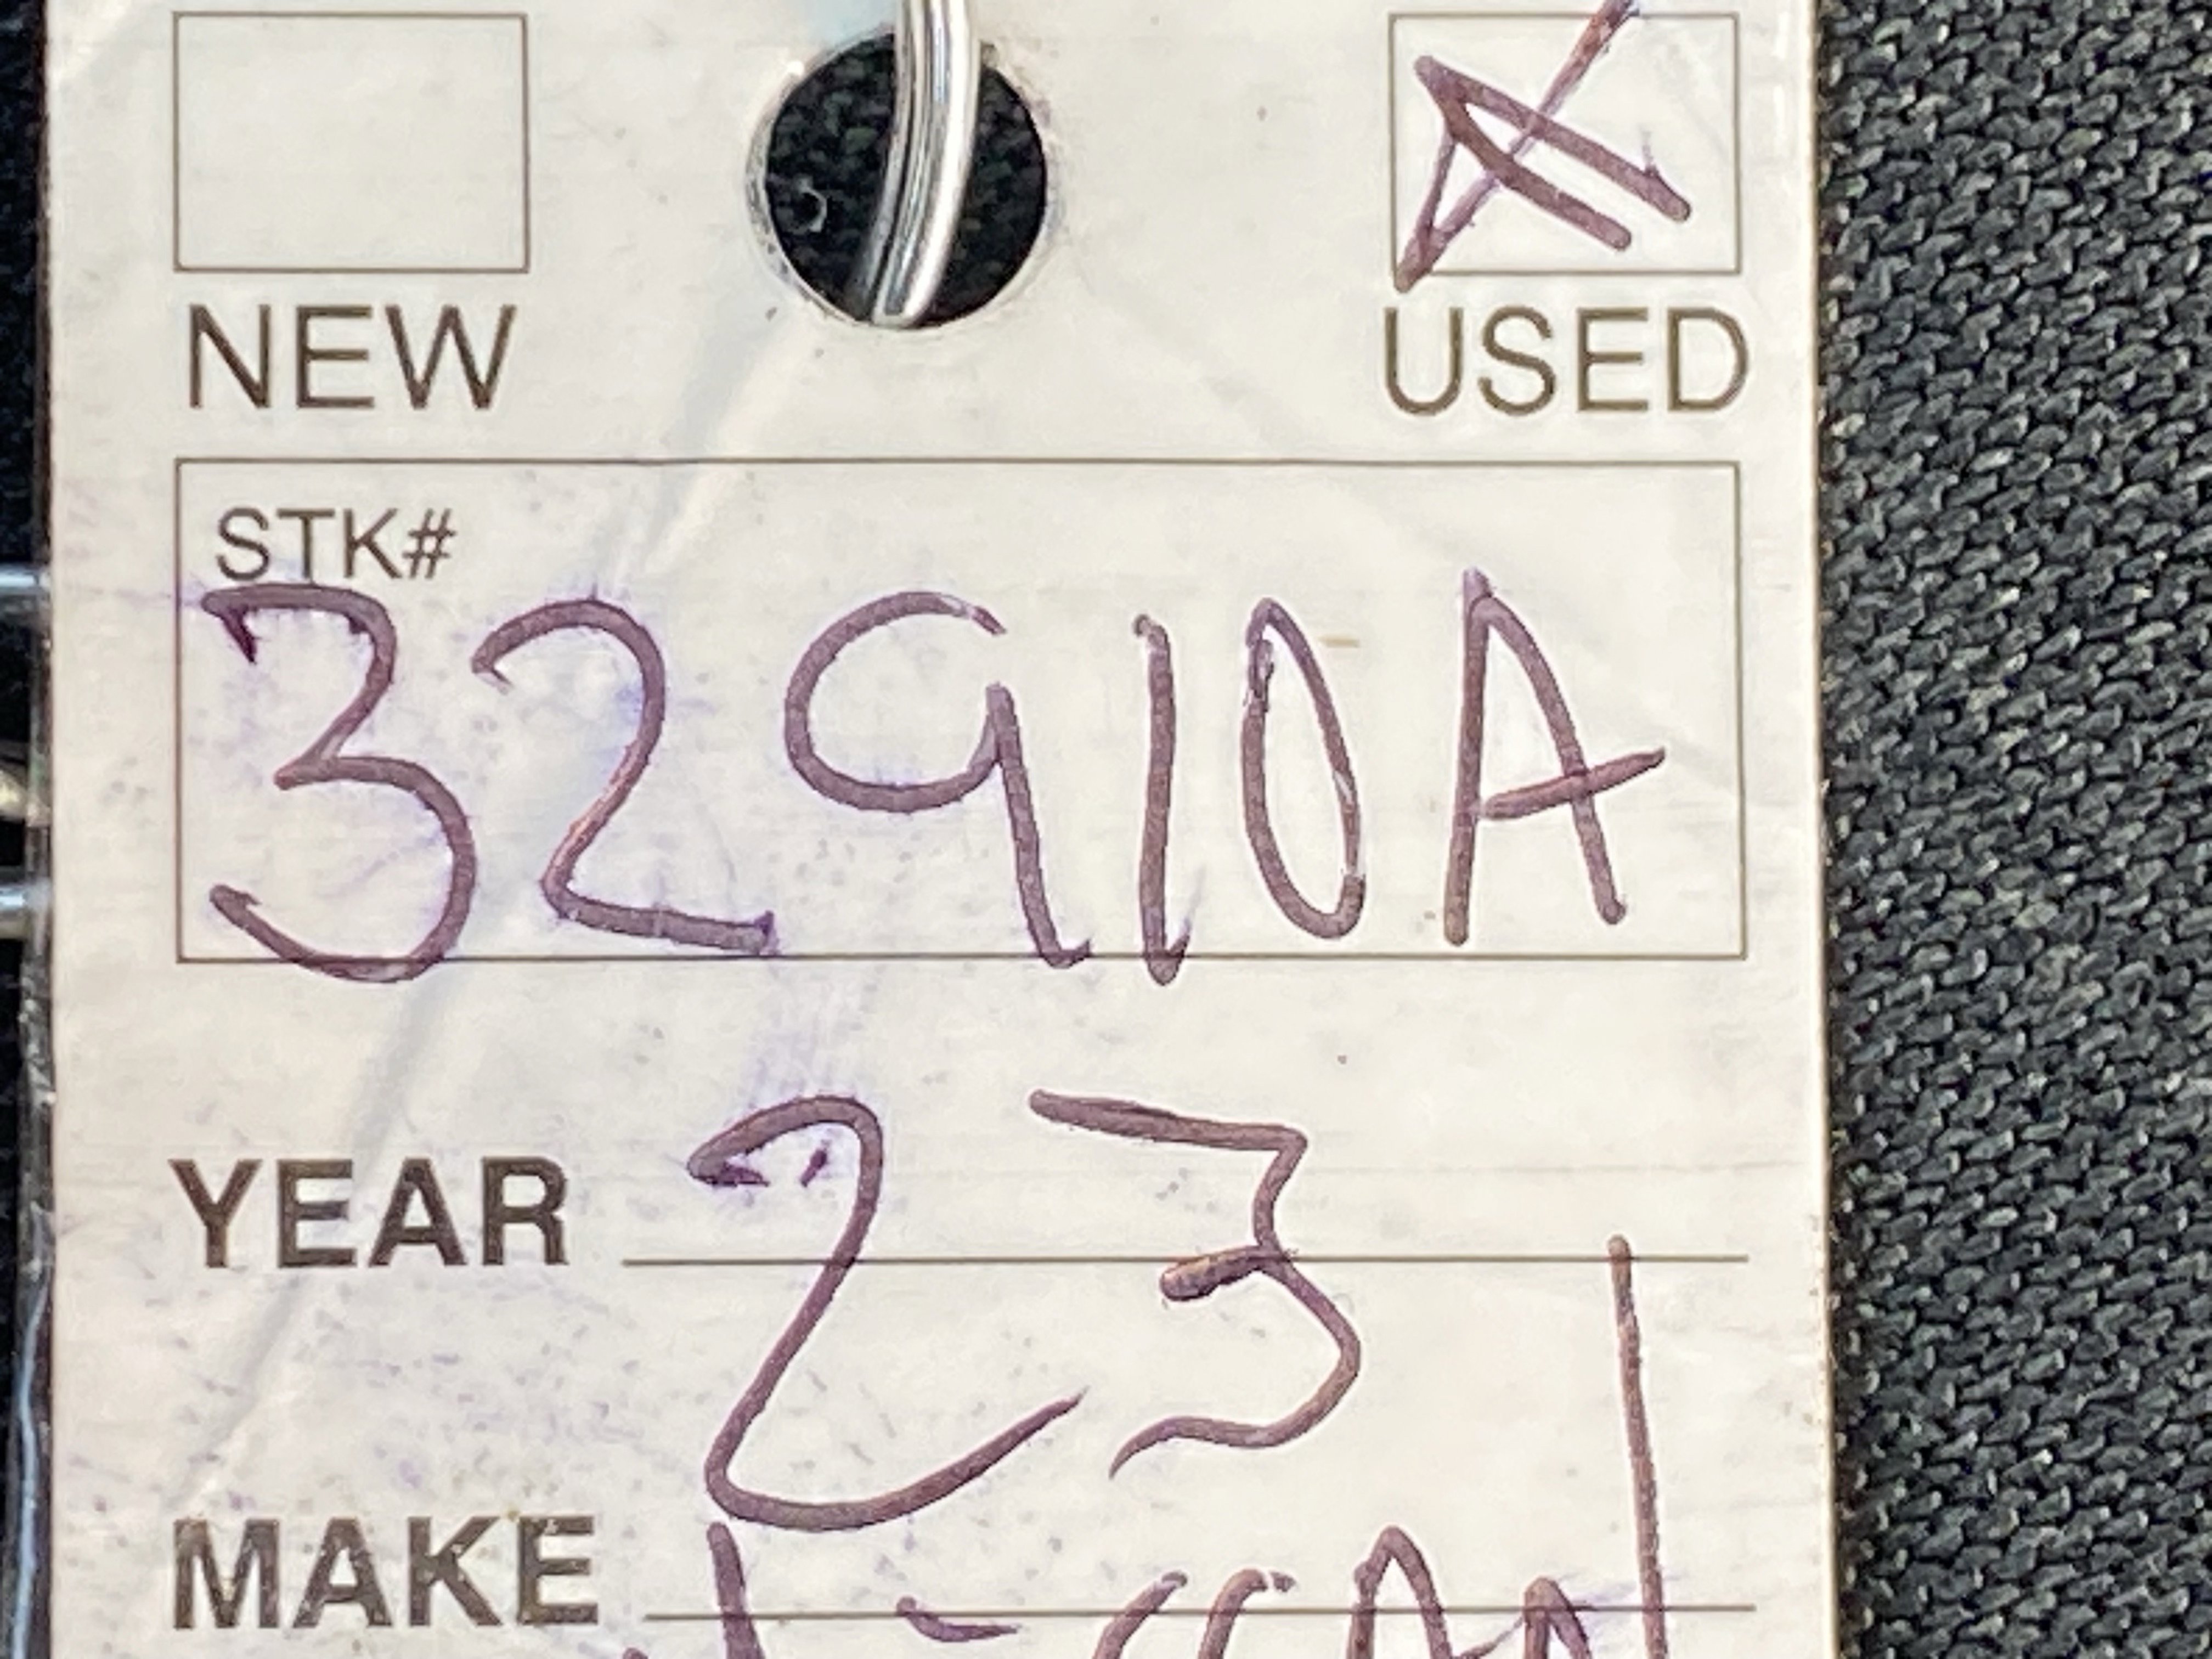 NEW USED
STK#
32910A
YEAR 23
MAKE